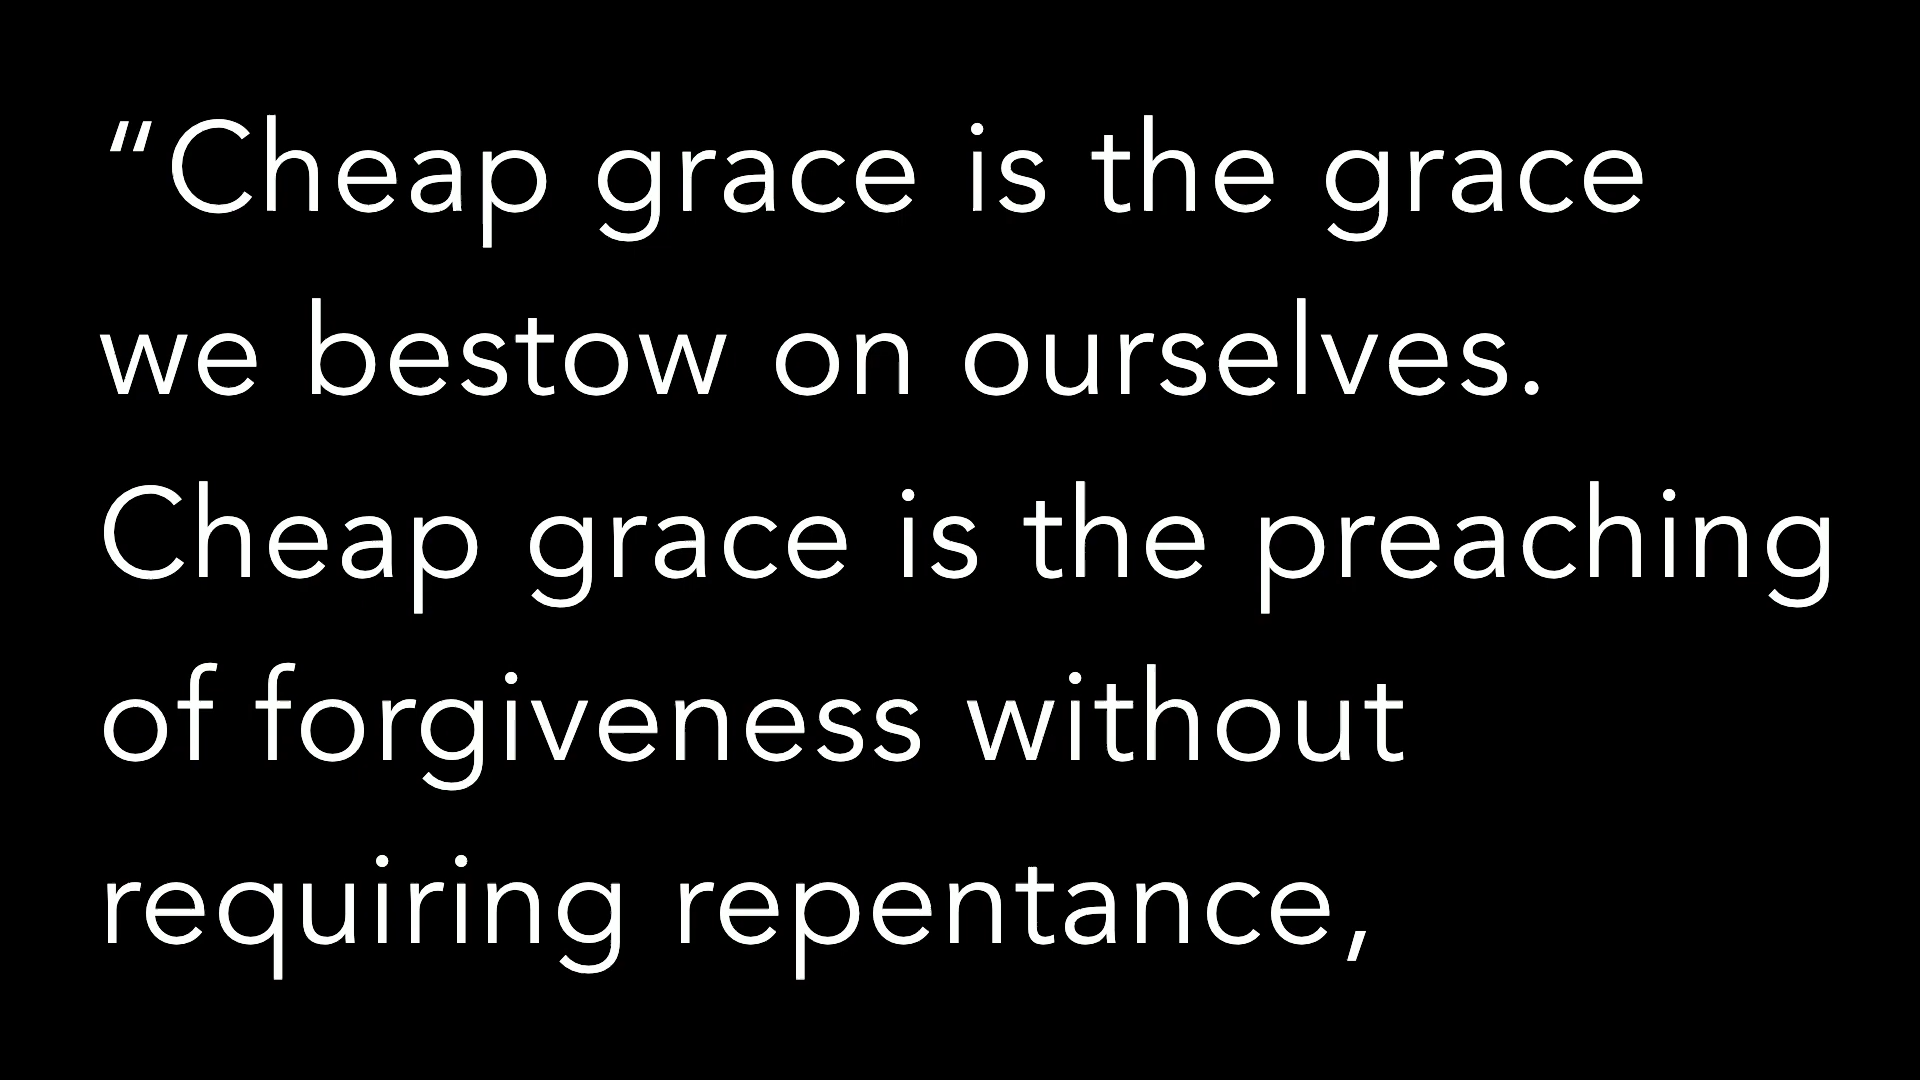 “Cheap grace is the grace
we bestow on ourselves.
Cheap grace is the preaching
of forgiveness without
requiring repentance,